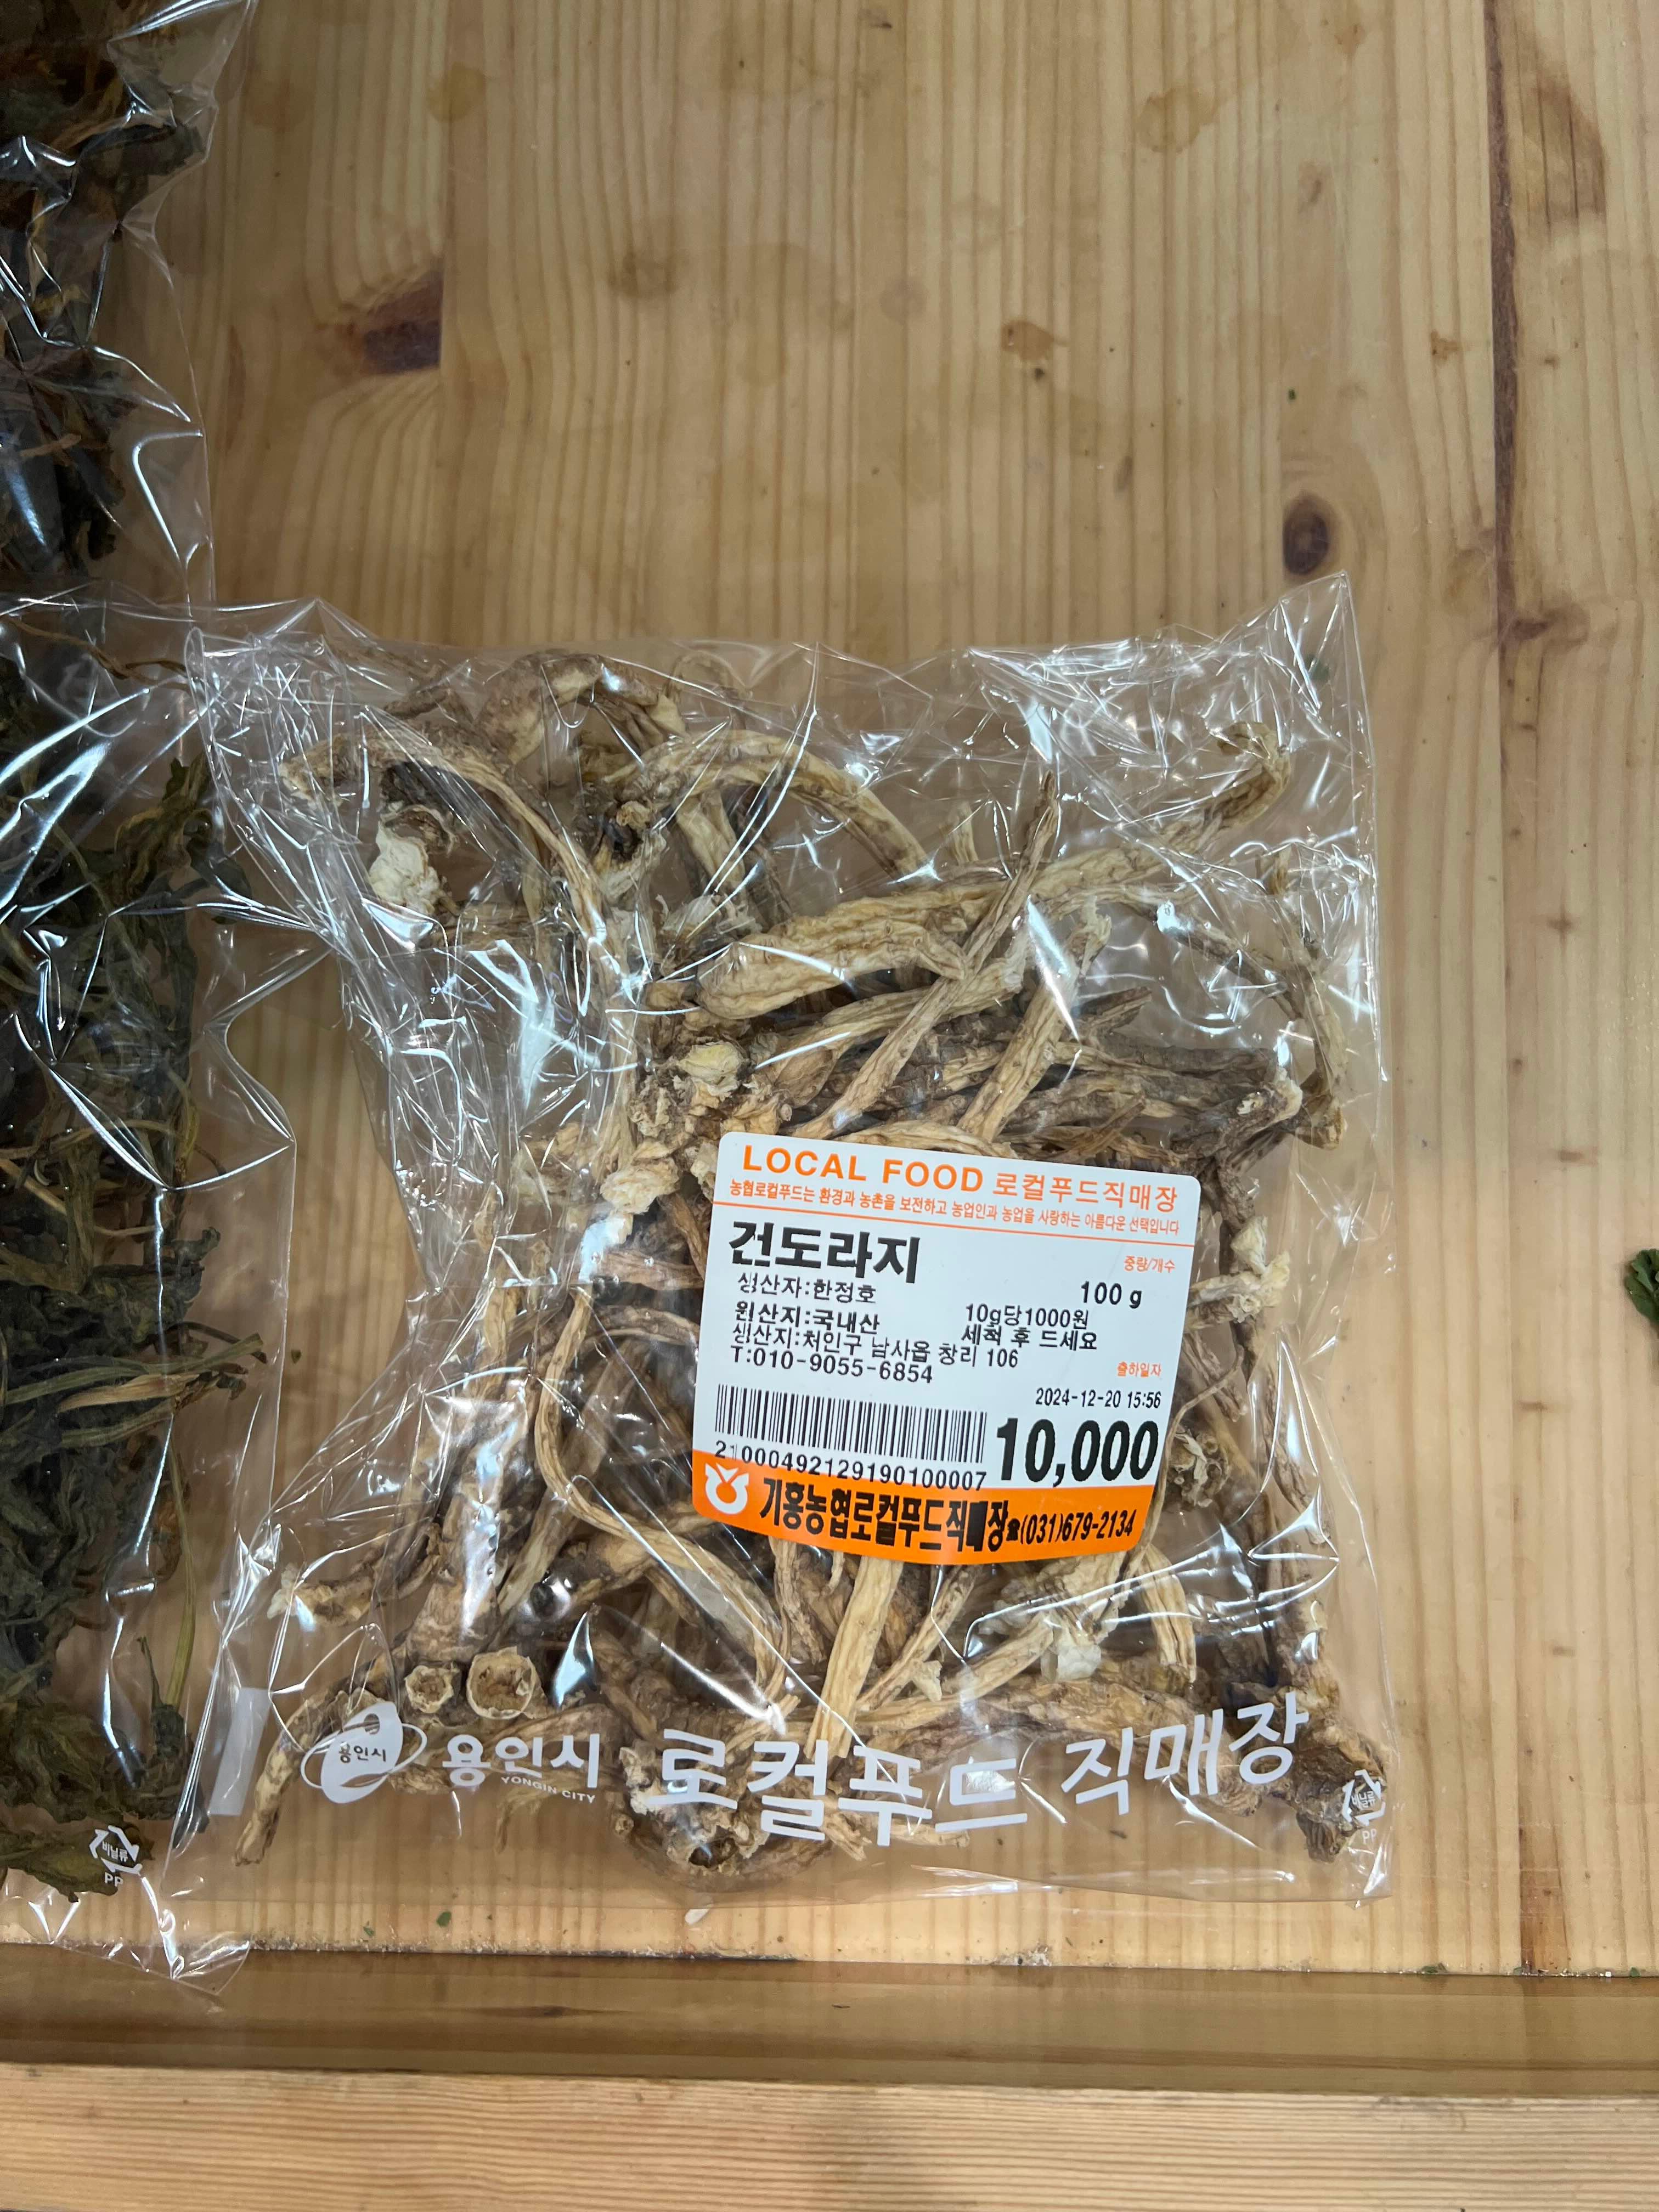 LOCAL FOOD 로컬푸드직매장
농협로컬푸드는 환경과 농촌을 보전하고 농업인과 농업을 사랑하는 아름다운 선택입니다
건도라지
중량/개수
생산자:한정호
100 g
원산지:국내산
10g당1000원
생산지:처인구 남사읍 창리 106
세척 후 드세요
T:010-9055-6854
출하일자
2024-12-20 15:56
10,000
2100049212919010007
기흥농협로컬푸드직매장☎(031)679-2134
용인시
용인시
YONGIN CITY
로컬푸드 직매장
비닐류
PP
비닐류
PP